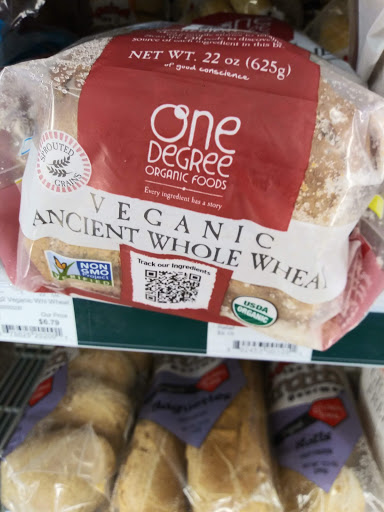 NET WT. 22 oz (625g)
of good conscience
One
DEGREE
ORGANIC FOODS
Every ingredient has a story
SPROUTED
GRAINS
VEGANIC
ANCIENT WHOLE WHEAT
NON
GMO
Project
VERIFIED
Track our ingredients
USDA
ORGANIC
Our Price
$6.79
Baguettes